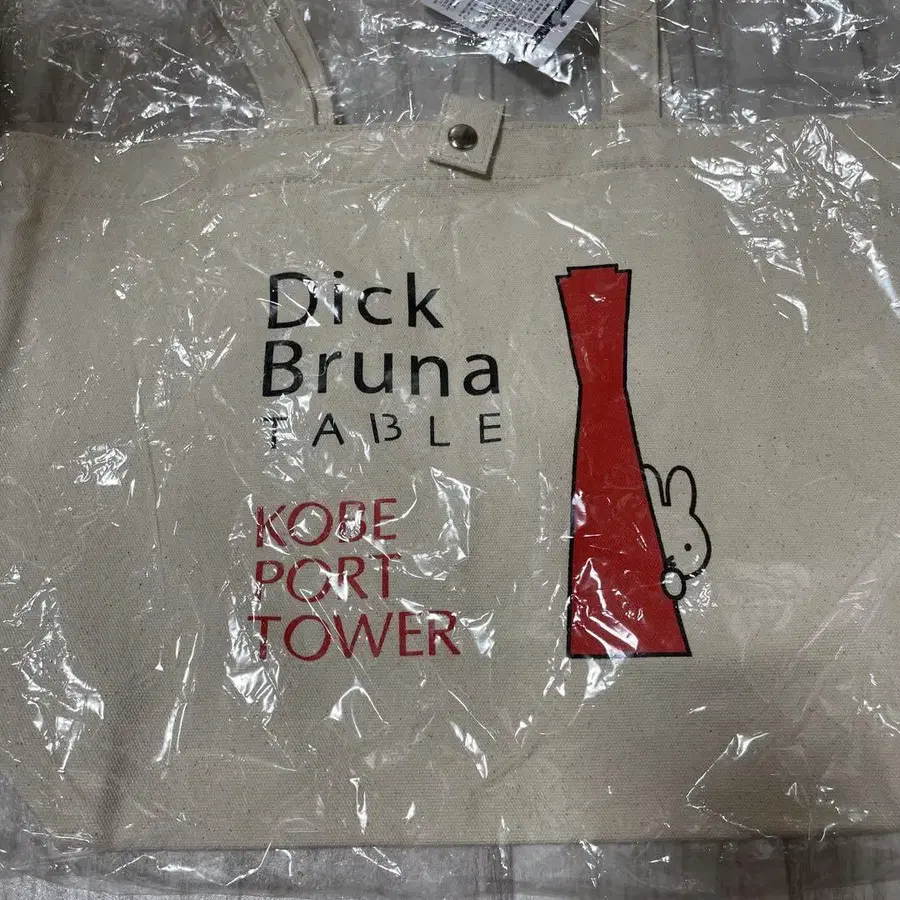 Dick
Bruna
TABLE
KOBE
PORT
TOWER